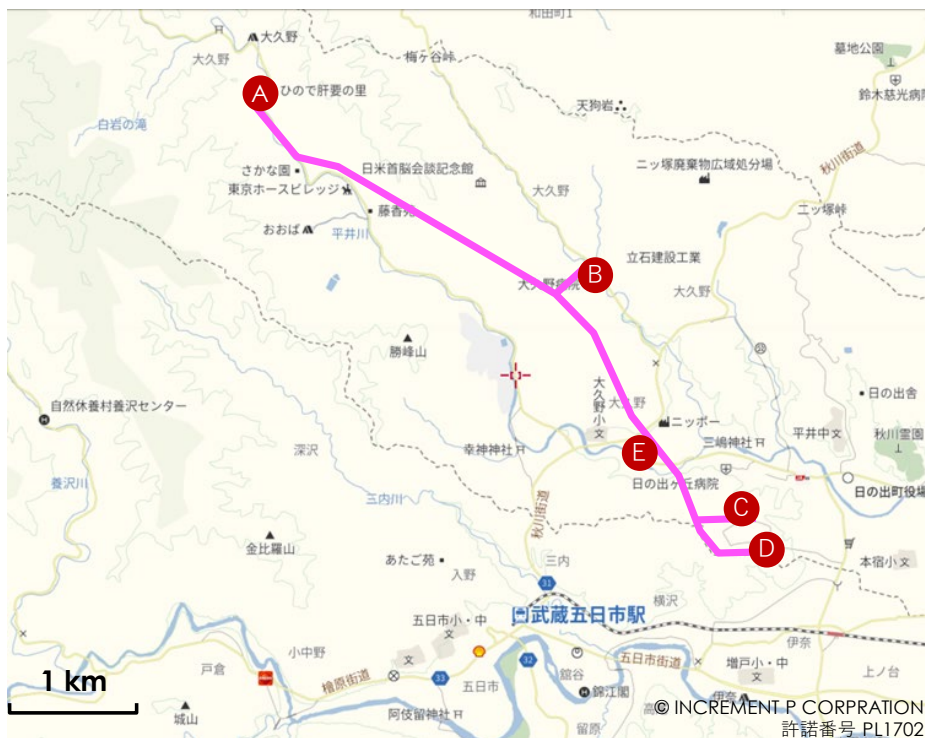 和田町1
大久野
大久野
梅ヶ谷峠
墓地公園
A
ひので肝要の里
鈴木慈光病院
天狗岩
白岩の滝
秋川街道
さかな園
日米首脳会談記念館
二ッ塚廃棄物広域処分場
東京ホースビレッジ
大久野
藤香苑
二ッ塚峠
おおば
平井川
立石建設工業
B
大久野病院
大久野
勝峰山
日の出舎
自然休養村養沢センター
大久野小
大久野
ニッポー
平井中
秋川霊園
深沢
幸神神社
三嶋神社
E
養沢川
日の出ヶ丘病院
日の出町役場
三内川
秋川街道
C
金比羅山
D
あたご苑
三内
本宿小
入野
31
横沢
武蔵五日市駅
五日市小・中
伊奈
小中野
五日市街道
戸倉
32
舘谷
増戸小・中
上ノ台
1 km
檜原街道
33
五日市
錦江閣
伊奈
城山
阿伎留神社
留原
高
© INCREMENT P CORPRATION
許諾番号 PL1702